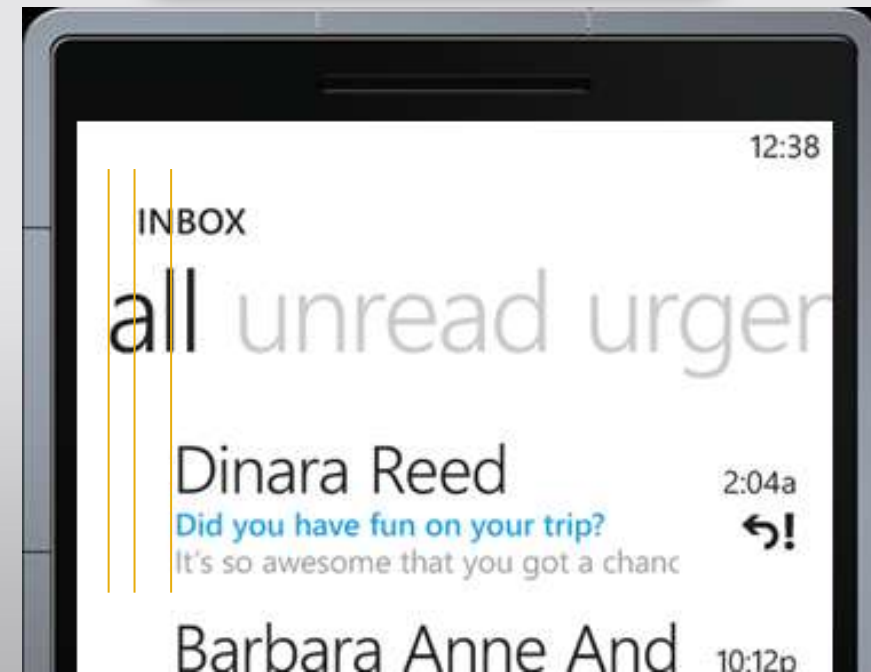 12:38
INBOX
all unread urgen
Dinara Reed
2:04a
Did you have fun on your trip?
!
It's so awesome that you got a chanc
Barbara Anne And
10:12p